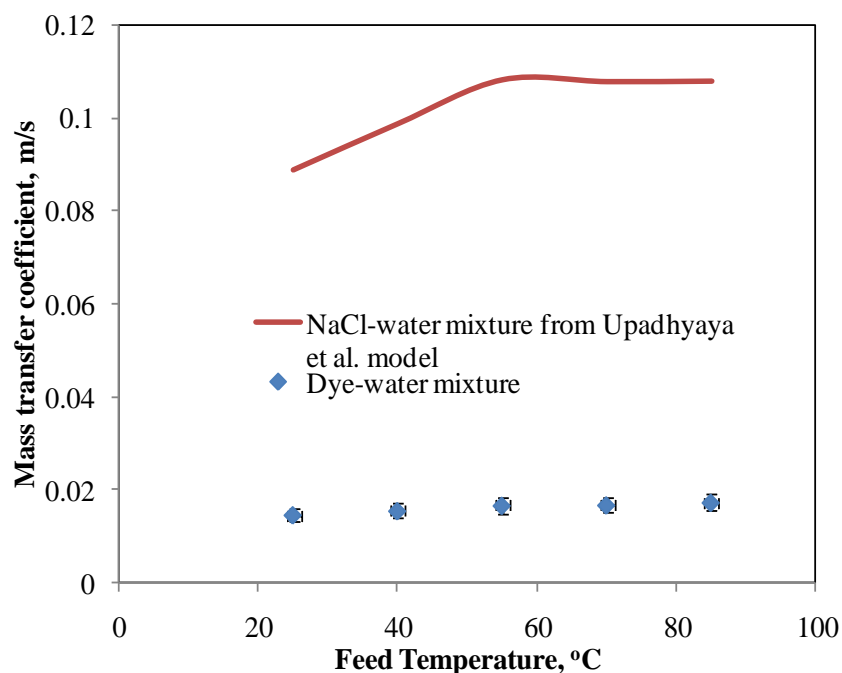 0.12
0.1
0.08
0.06
0.04
0.02
0
Mass transfer coefficient, m/s
NaCl-water mixture from Upadhyaya
et al. model
Dye-water mixture
0 20 40 60 80 100
Feed Temperature, °C